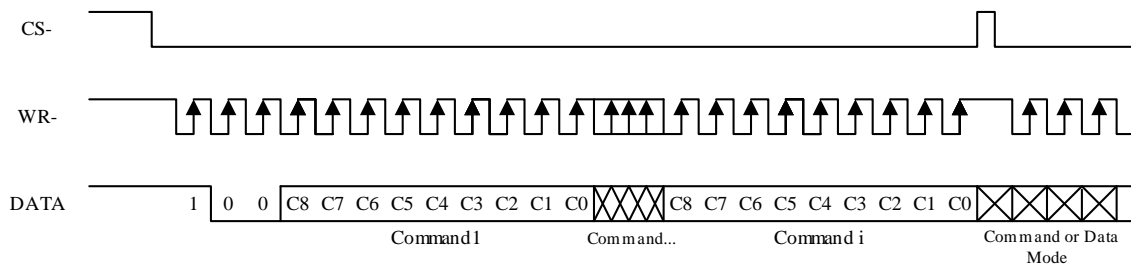 CS-
WR-
DATA
1 0 0 C8 C7 C6 C5 C4 C3 C2 C1 C0 C8 C7 C6 C5 C4 C3 C2 C1 C0
Command1 Command... Command i Command or Data
Mode